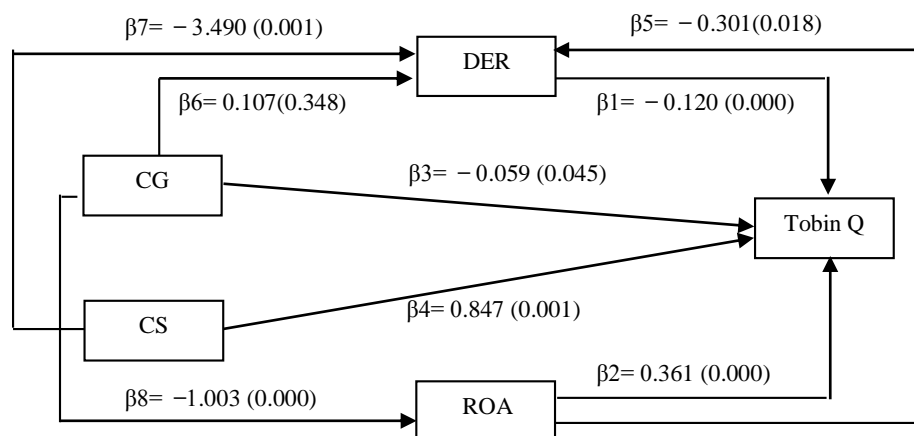 β7= − 3.490 (0.001)
β5= − 0.301(0.018)
DER
β6= 0.107(0.348)
β1= − 0.120 (0.000)
CG
β3= − 0.059 (0.045)
Tobin Q
CS
β4= 0.847 (0.001)
β2= 0.361 (0.000)
β8= −1.003 (0.000)
ROA